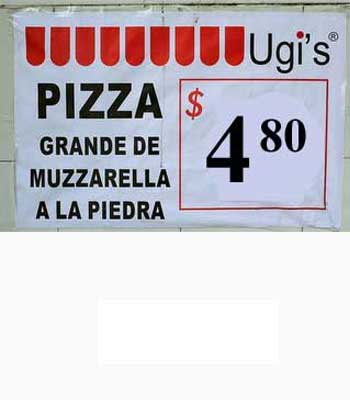 Ugi's®
PIZZA
GRANDE DE
MUZZARELLA
A LA PIEDRA
$ 4 80